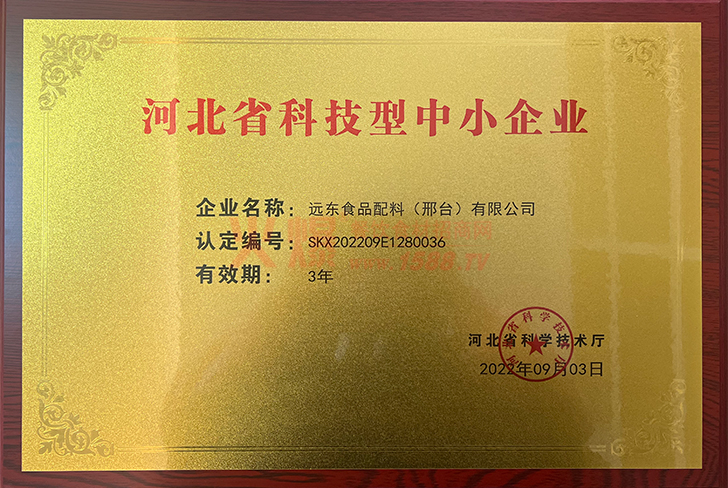 河北省科技型中小企业
企业名称：远东食品配料（邢台）有限公司
认定编号：SKX202209E1280036
有效期：3年
河北省科学技术厅
2022年09月03日